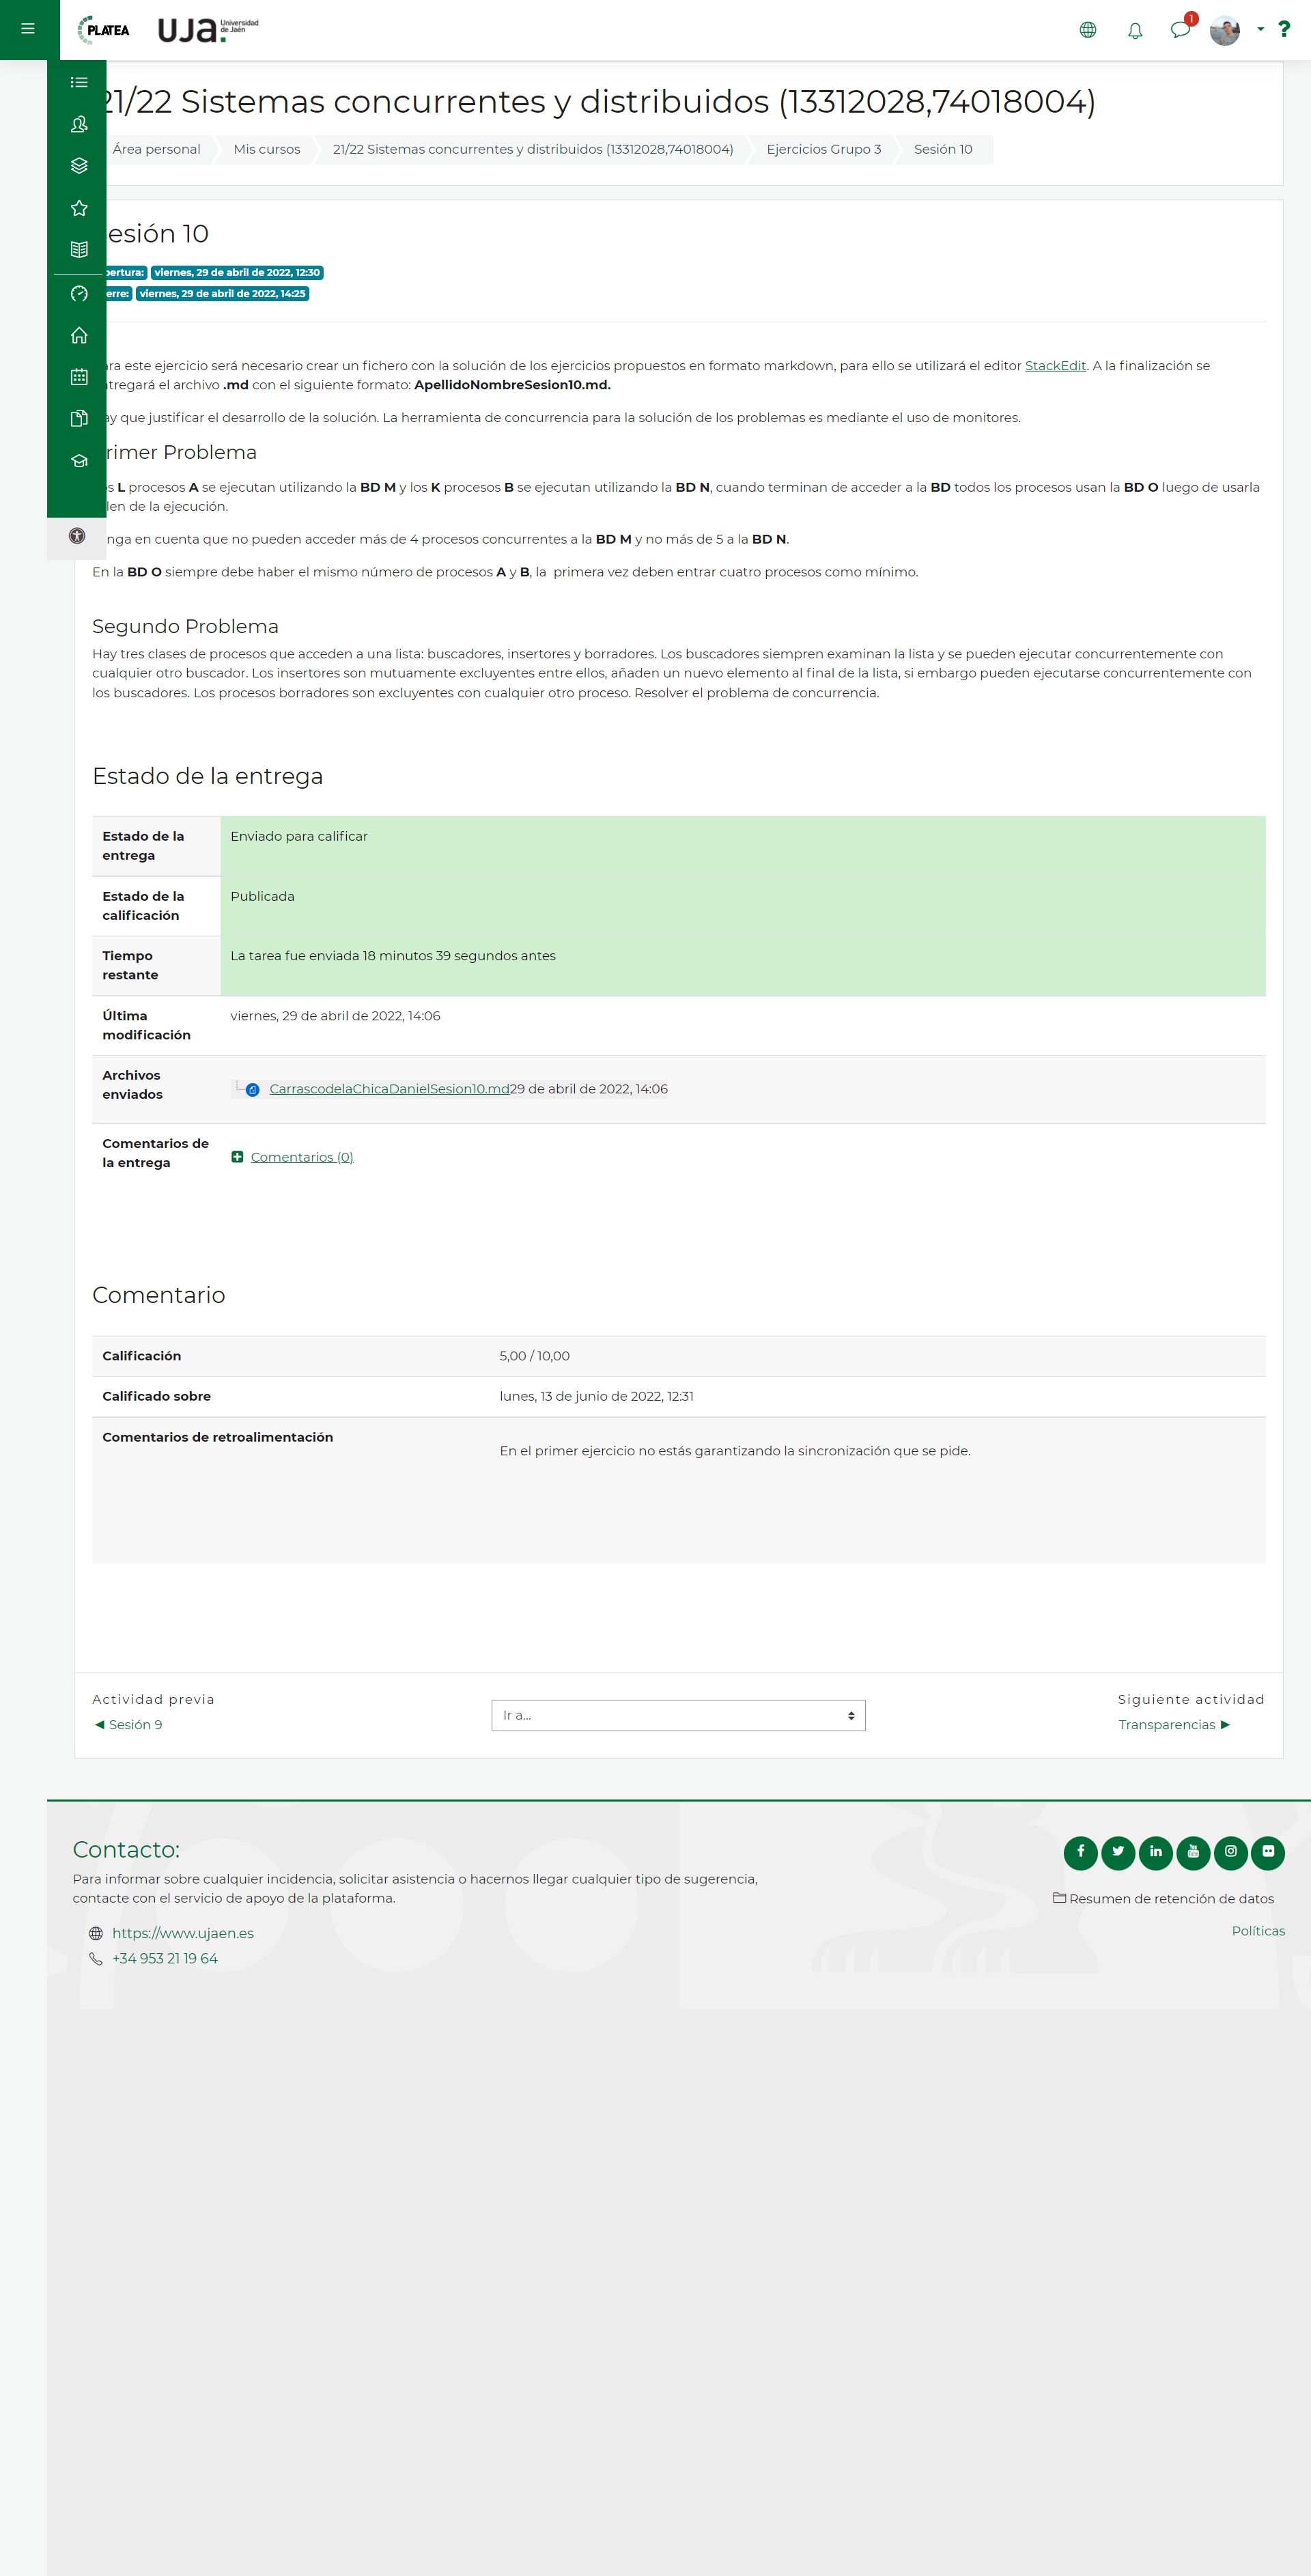 PLATEA
UJa. Universidad de Jaén
1
21/22 Sistemas concurrentes y distribuidos (13312028,74018004)
Área personal
Mis cursos
21/22 Sistemas concurrentes y distribuidos (13312028,74018004)
Ejercicios Grupo 3
Sesión 10
esión 10
pertura: viernes, 29 de abril de 2022, 12:30
erre: viernes, 29 de abril de 2022, 14:25
ara este ejercicio será necesario crear un fichero con la solución de los ejercicios propuestos en formato markdown, para ello se utilizará el editor StackEdit. A la finalización se
tregará el archivo .md con el siguiente formato: ApellidoNombreSesion10.md.
ay que justificar el desarrollo de la solución. La herramienta de concurrencia para la solución de los problemas es mediante el uso de monitores.
rimer Problema
s L procesos A se ejecutan utilizando la BD M y los K procesos B se ejecutan utilizando la BD N, cuando terminan de acceder a la BD todos los procesos usan la BD O luego de usarla
len de la ejecución.
nga en cuenta que no pueden acceder más de 4 procesos concurrentes a la BD M y no más de 5 a la BD N.
En la BD O siempre debe haber el mismo número de procesos A y B, la  primera vez deben entrar cuatro procesos como mínimo.
Segundo Problema
Hay tres clases de procesos que acceden a una lista: buscadores, insertores y borradores. Los buscadores siempren examinan la lista y se pueden ejecutar concurrentemente con
cualquier otro buscador. Los insertores son mutuamente excluyentes entre ellos, añaden un nuevo elemento al final de la lista, si embargo pueden ejecutarse concurrentemente con
los buscadores. Los procesos borradores son excluyentes con cualquier otro proceso. Resolver el problema de concurrencia.
Estado de la entrega
Estado de la entrega
Enviado para calificar
Estado de la calificación
Publicada
Tiempo restante
La tarea fue enviada 18 minutos 39 segundos antes
Última modificación
viernes, 29 de abril de 2022, 14:06
Archivos enviados
CarrascodelaChicaDanielSesion10.md29 de abril de 2022, 14:06
Comentarios de la entrega
Comentarios (0)
Comentario
Calificación
5,00 / 10,00
Calificado sobre
lunes, 13 de junio de 2022, 12:31
Comentarios de retroalimentación
En el primer ejercicio no estás garantizando la sincronización que se pide.
Actividad previa
◄ Sesión 9
Ir a...
Siguiente actividad
Transparencias ►
Contacto:
Para informar sobre cualquier incidencia, solicitar asistencia o hacernos llegar cualquier tipo de sugerencia,
contacte con el servicio de apoyo de la plataforma.
https://www.ujaen.es
+34 953 21 19 64
Resumen de retención de datos
Políticas